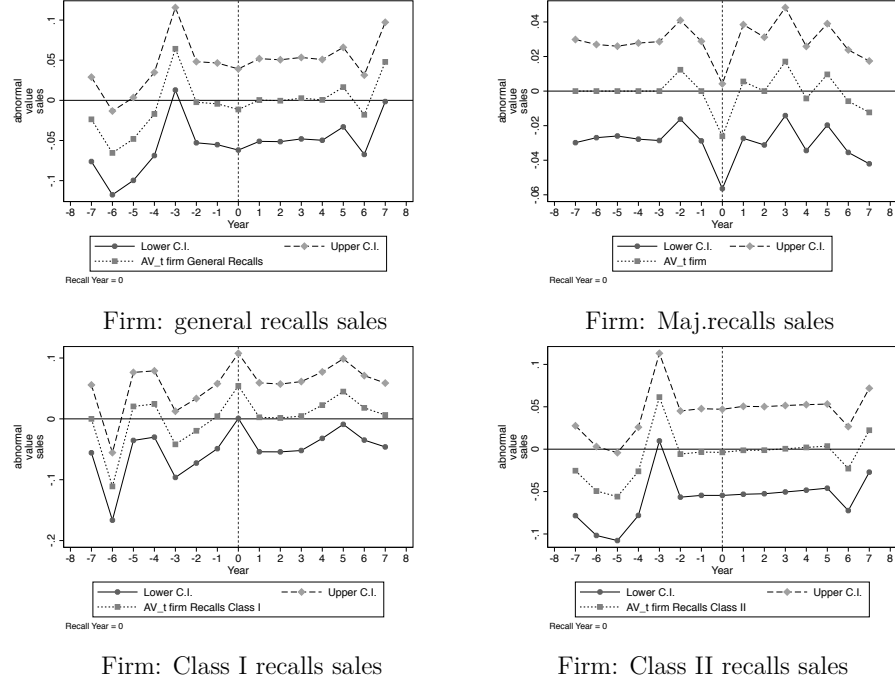 abnormal
value
sales
.1
.05
0
-.05
-.1
-8 -7 -6 -5 -4 -3 -2 -1 0 1 2 3 4 5 6 7 8
Year
Lower C.I. Upper C.I.
AV_t firm General Recalls
Recall Year = 0
Firm: general recalls sales
abnormal
value
sales
.04
.02
0
-.02
-.04
-.06
-8 -7 -6 -5 -4 -3 -2 -1 0 1 2 3 4 5 6 7 8
Year
Lower C.I. Upper C.I.
AV_t firm
Recall Year = 0
Firm: Maj.recalls sales
abnormal
value
sales
.1
0
-.1
-.2
-8 -7 -6 -5 -4 -3 -2 -1 0 1 2 3 4 5 6 7 8
Year
Lower C.I. Upper C.I.
AV_t firm Recalls Class I
Recall Year = 0
Firm: Class I recalls sales
abnormal
value
sales
.1
.05
0
-.05
-.1
-8 -7 -6 -5 -4 -3 -2 -1 0 1 2 3 4 5 6 7 8
Year
Lower C.I. Upper C.I.
AV_t firm Recalls Class II
Recall Year = 0
Firm: Class II recalls sales